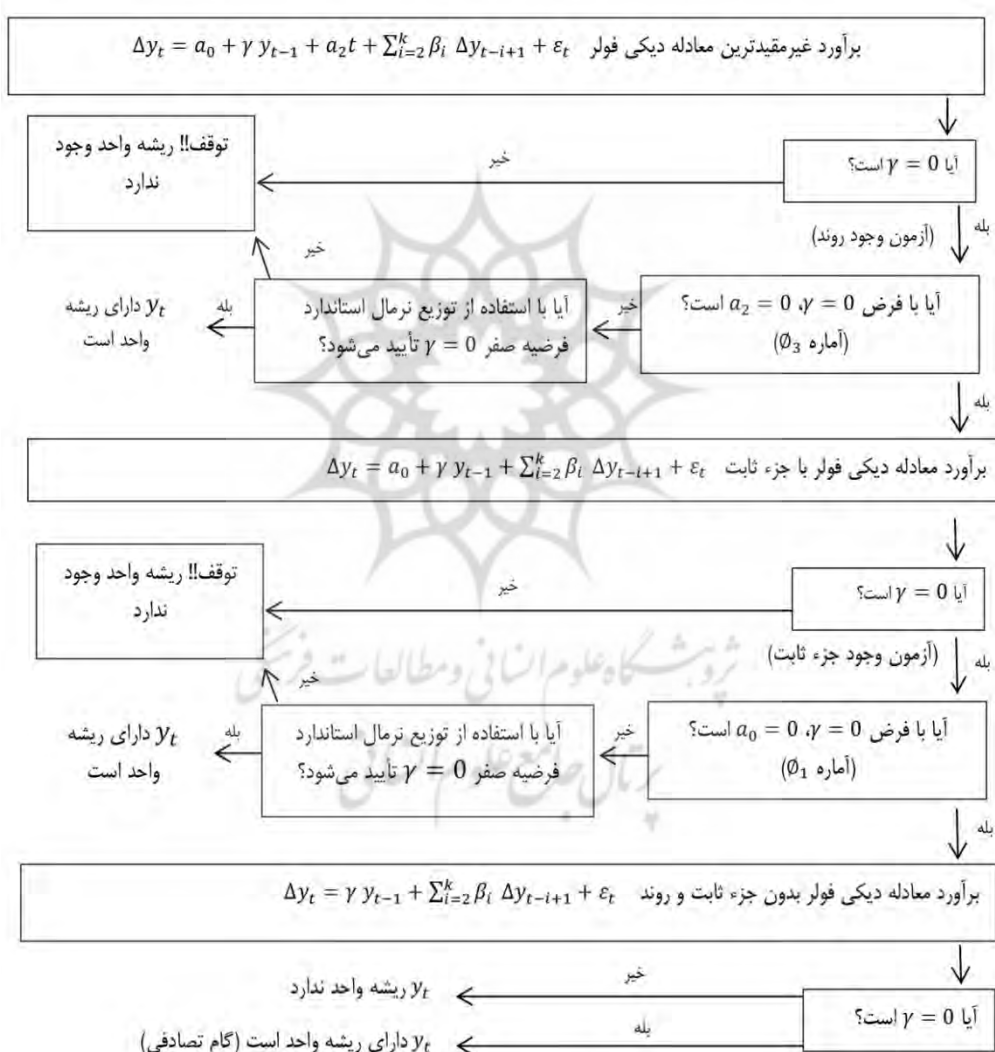 برآورد غیرمقیدترین معادله دیکی فولر $\Delta y_t = a_0 + \gamma\, y_{t-1} + a_2 t + \sum_{i=2}^{k} \beta_i\, \Delta y_{t-i+1} + \varepsilon_t$
آیا $\gamma = 0$ است؟
خیر
توقف!! ریشه واحد وجود
ندارد
بله
(آزمون وجود روند)
آیا با فرض $\gamma = 0$، $a_2 = 0$ است؟
(آماره $\emptyset_3$)
خیر
آیا با استفاده از توزیع نرمال استاندارد
فرضیه صفر $\gamma = 0$ تأیید می‌شود؟
خیر
بله
$y_t$ دارای ریشه
واحد است
بله
برآورد معادله دیکی فولر با جزء ثابت $\Delta y_t = a_0 + \gamma\, y_{t-1} + \sum_{i=2}^{k} \beta_i\, \Delta y_{t-i+1} + \varepsilon_t$
آیا $\gamma = 0$ است؟
خیر
توقف!! ریشه واحد وجود
ندارد
بله
(آزمون وجود جزء ثابت)
آیا با فرض $\gamma = 0$، $a_0 = 0$ است؟
(آماره $\emptyset_1$)
خیر
آیا با استفاده از توزیع نرمال استاندارد
فرضیه صفر $\gamma = 0$ تأیید می‌شود؟
خیر
بله
$y_t$ دارای ریشه
واحد است
بله
برآورد معادله دیکی فولر بدون جزء ثابت و روند $\Delta y_t = \gamma\, y_{t-1} + \sum_{i=2}^{k} \beta_i\, \Delta y_{t-i+1} + \varepsilon_t$
آیا $\gamma = 0$ است؟
خیر
$y_t$ ریشه واحد ندارد
بله
$y_t$ دارای ریشه واحد است (گام تصادفی)
پژوهشگاه علوم انسانی و مطالعات فرهنگی
پرتال جامع علوم انسانی